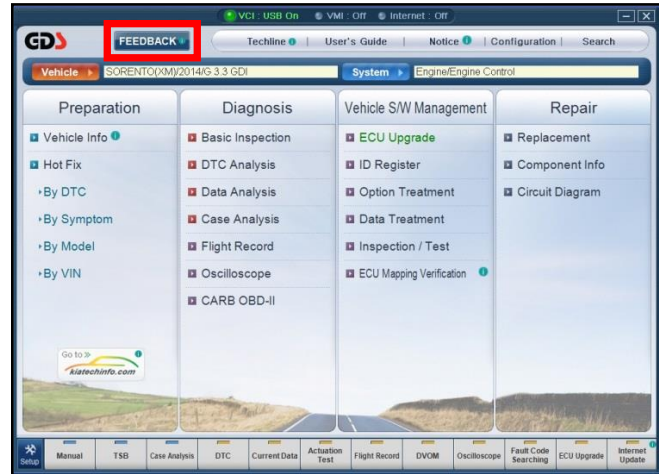 VCI : USB On VMI : Off Internet : Off
GDS FEEDBACK Techline | User's Guide | Notice | Configuration | Search
Vehicle SORENTO(XM)/2014/G 3.3 GDI System Engine/Engine Control
Preparation
Vehicle Info
Hot Fix
By DTC
By Symptom
By Model
By VIN
Go to
kiatechinfo.com
Diagnosis
Basic Inspection
DTC Analysis
Data Analysis
Case Analysis
Flight Record
Oscilloscope
CARB OBD-II
Vehicle S/W Management
ECU Upgrade
ID Register
Option Treatment
Data Treatment
Inspection / Test
ECU Mapping Verification
Repair
Replacement
Component Info
Circuit Diagram
Setup Manual TSB Case Analysis DTC Current Data Actuation Test Flight Record DVOM Oscilloscope Fault Code Searching ECU Upgrade Internet Update